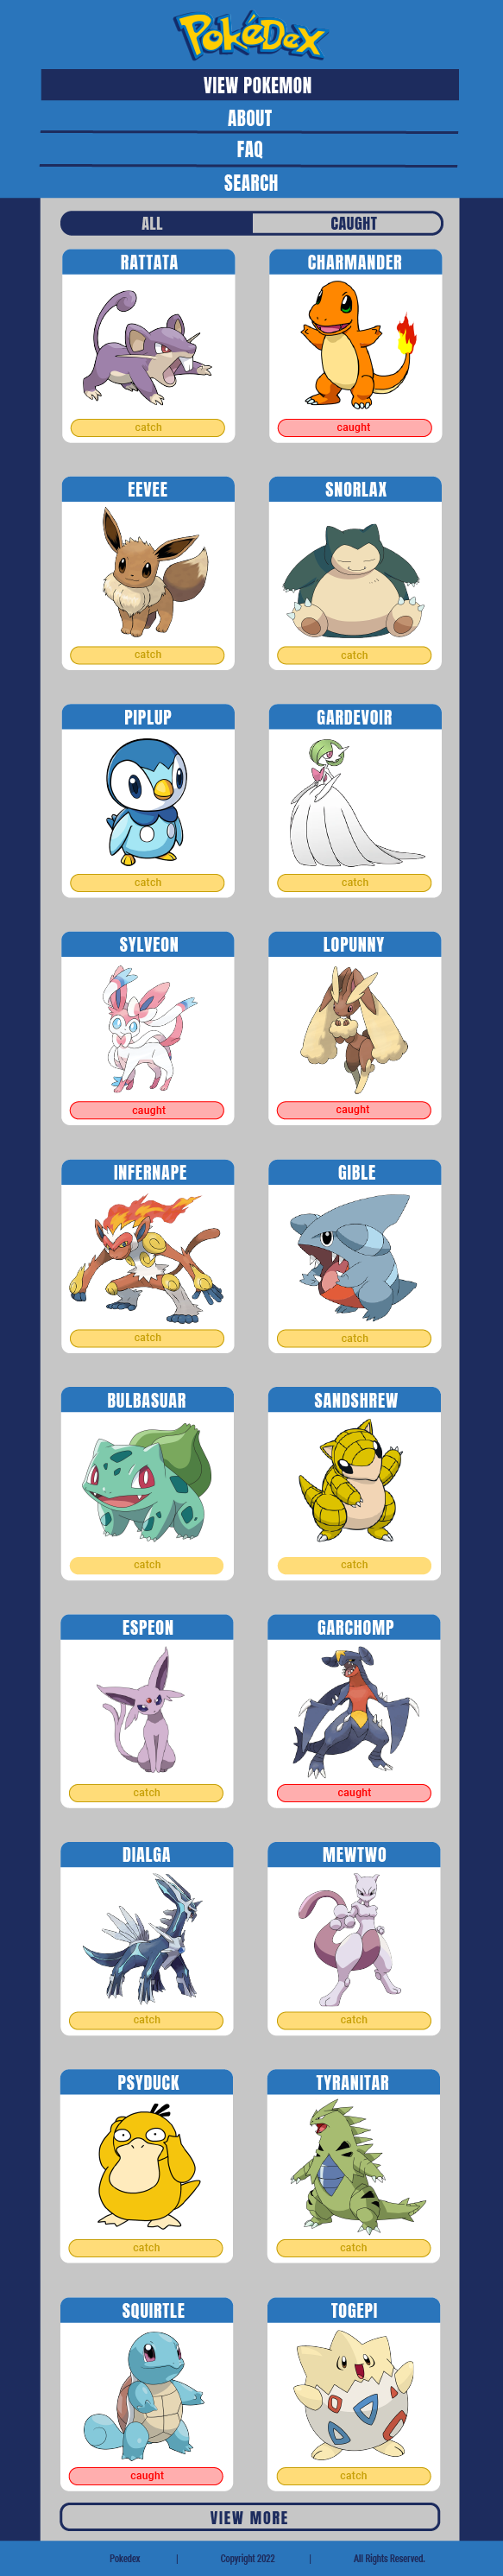 PokéDex
VIEW POKEMON
ABOUT
FAQ
SEARCH
ALL CAUGHT
RATTATA CHARMANDER
catch caught
EEVEE SNORLAX
catch catch
PIPLUP GARDEVOIR
catch catch
SYLVEON LOPUNNY
caught caught
INFERNAPE GIBLE
catch catch
BULBASUAR SANDSHREW
catch catch
ESPEON GARCHOMP
catch caught
DIALGA MEWTWO
catch catch
PSYDUCK TYRANITAR
catch catch
SQUIRTLE TOGEPI
caught catch
VIEW MORE
Pokedex | Copyright 2022 | All Rights Reserved.